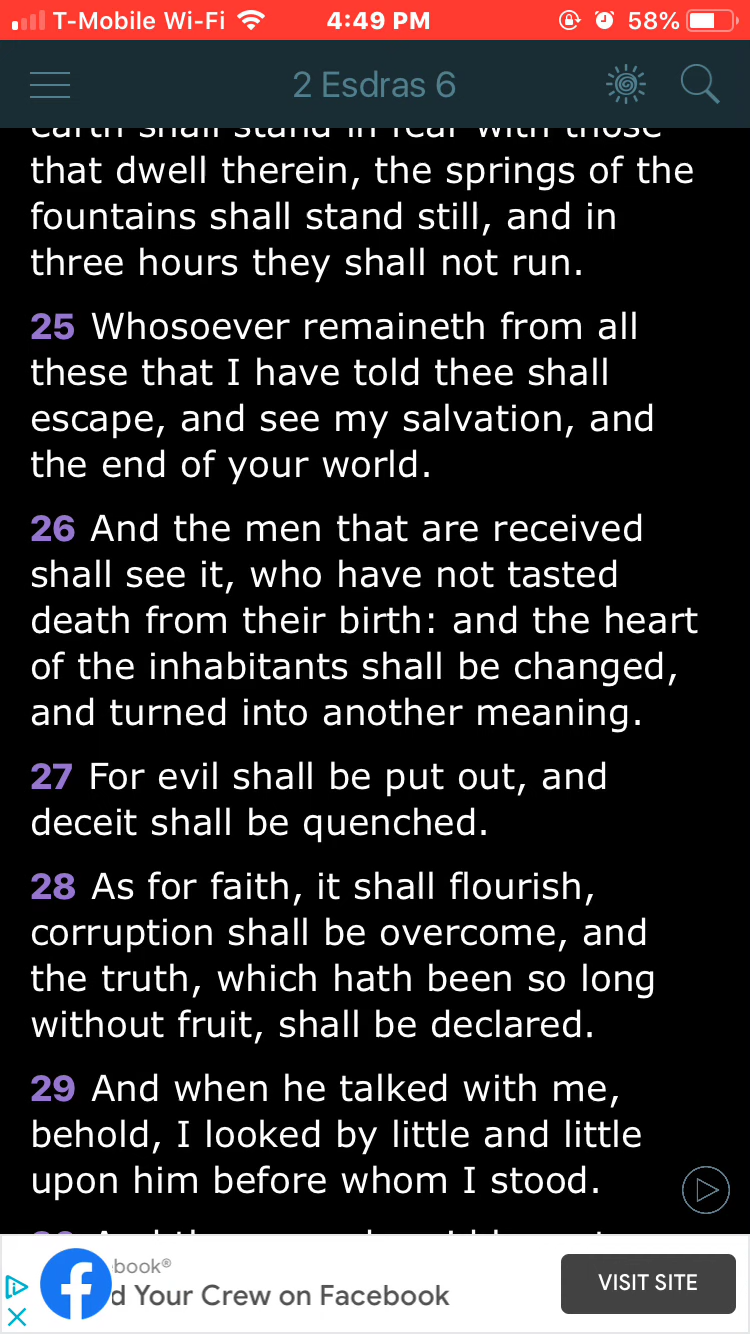 T-Mobile Wi-Fi 4:49 PM 58%
2 Esdras 6
earth shall stand in fear with those
that dwell therein, the springs of the
fountains shall stand still, and in
three hours they shall not run.
25 Whosoever remaineth from all
these that I have told thee shall
escape, and see my salvation, and
the end of your world.
26 And the men that are received
shall see it, who have not tasted
death from their birth: and the heart
of the inhabitants shall be changed,
and turned into another meaning.
27 For evil shall be put out, and
deceit shall be quenched.
28 As for faith, it shall flourish,
corruption shall be overcome, and
the truth, which hath been so long
without fruit, shall be declared.
29 And when he talked with me,
behold, I looked by little and little
upon him before whom I stood.
book®
d Your Crew on Facebook
VISIT SITE